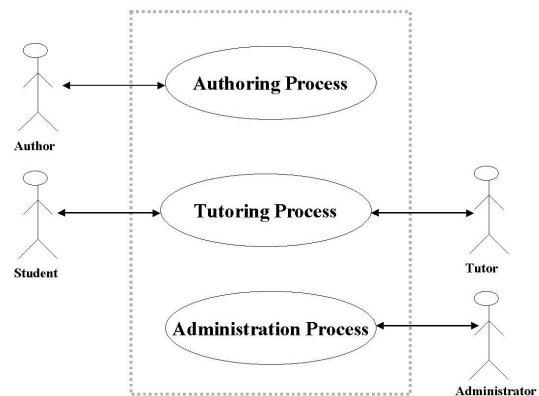 Authoring Process
Author
Tutoring Process
Student
Tutor
Administration Process
Administrator